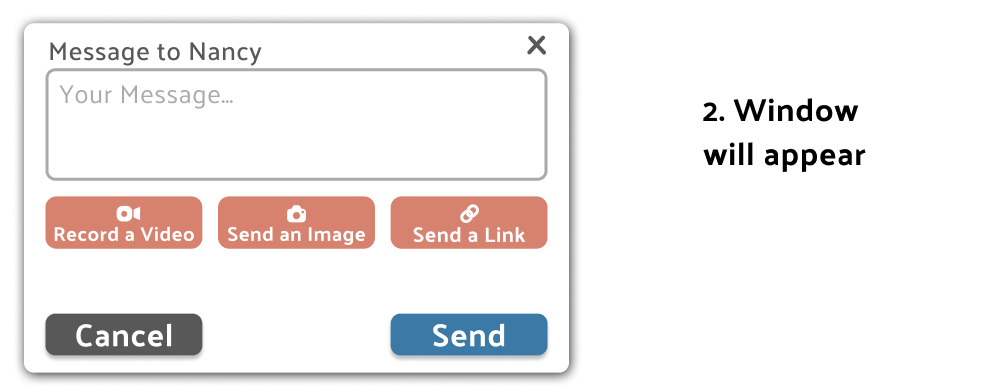 Message to Nancy
Your Message...
Record a Video
Send an Image
Send a Link
Cancel
Send
2. Window
will appear